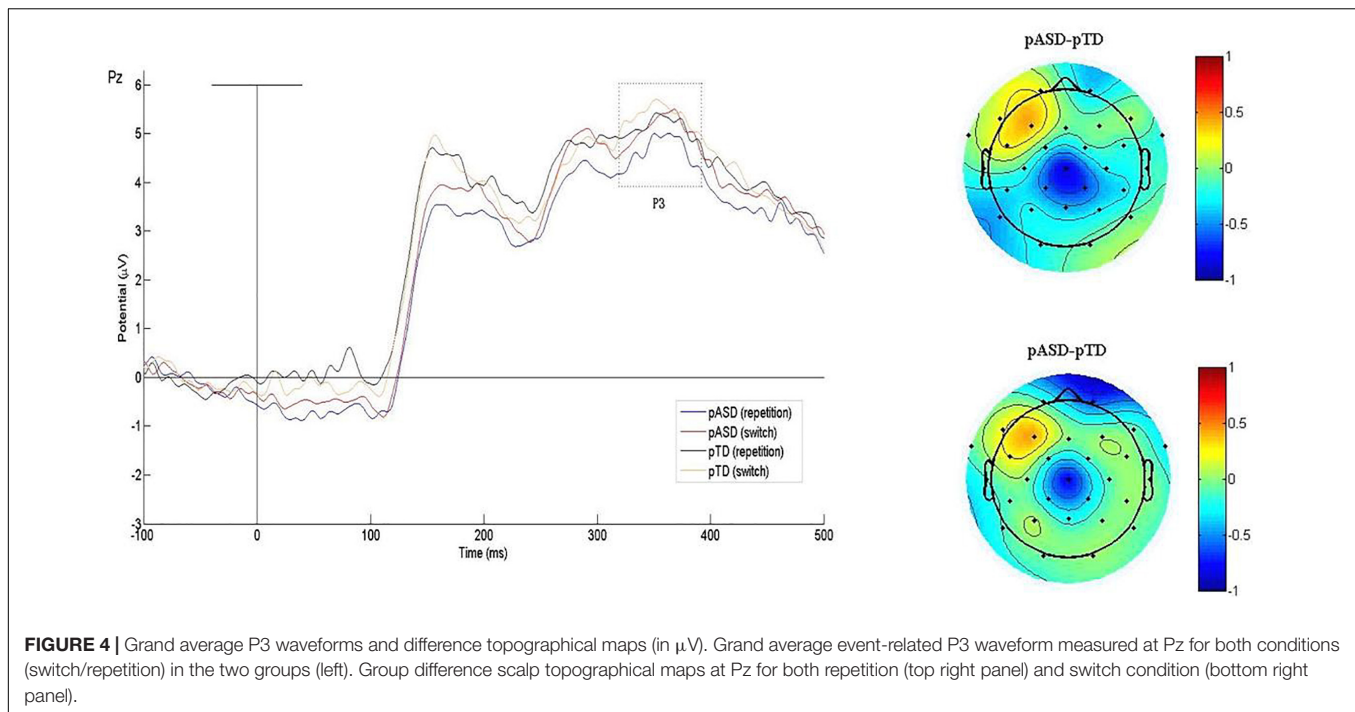 Pz
6
5
4
3
2
1
0
-1
-2
-3
-100
0
100
200
300
400
500
Potential (µV)
Time (ms)
P3
pASD (repetition)
pASD (switch)
pTD (repetition)
pTD (switch)
pASD-pTD
1
0.5
0
-0.5
-1
pASD-pTD
1
0.5
0
-0.5
-1
FIGURE 4 | Grand average P3 waveforms and difference topographical maps (in µV). Grand average event-related P3 waveform measured at Pz for both conditions
(switch/repetition) in the two groups (left). Group difference scalp topographical maps at Pz for both repetition (top right panel) and switch condition (bottom right
panel).